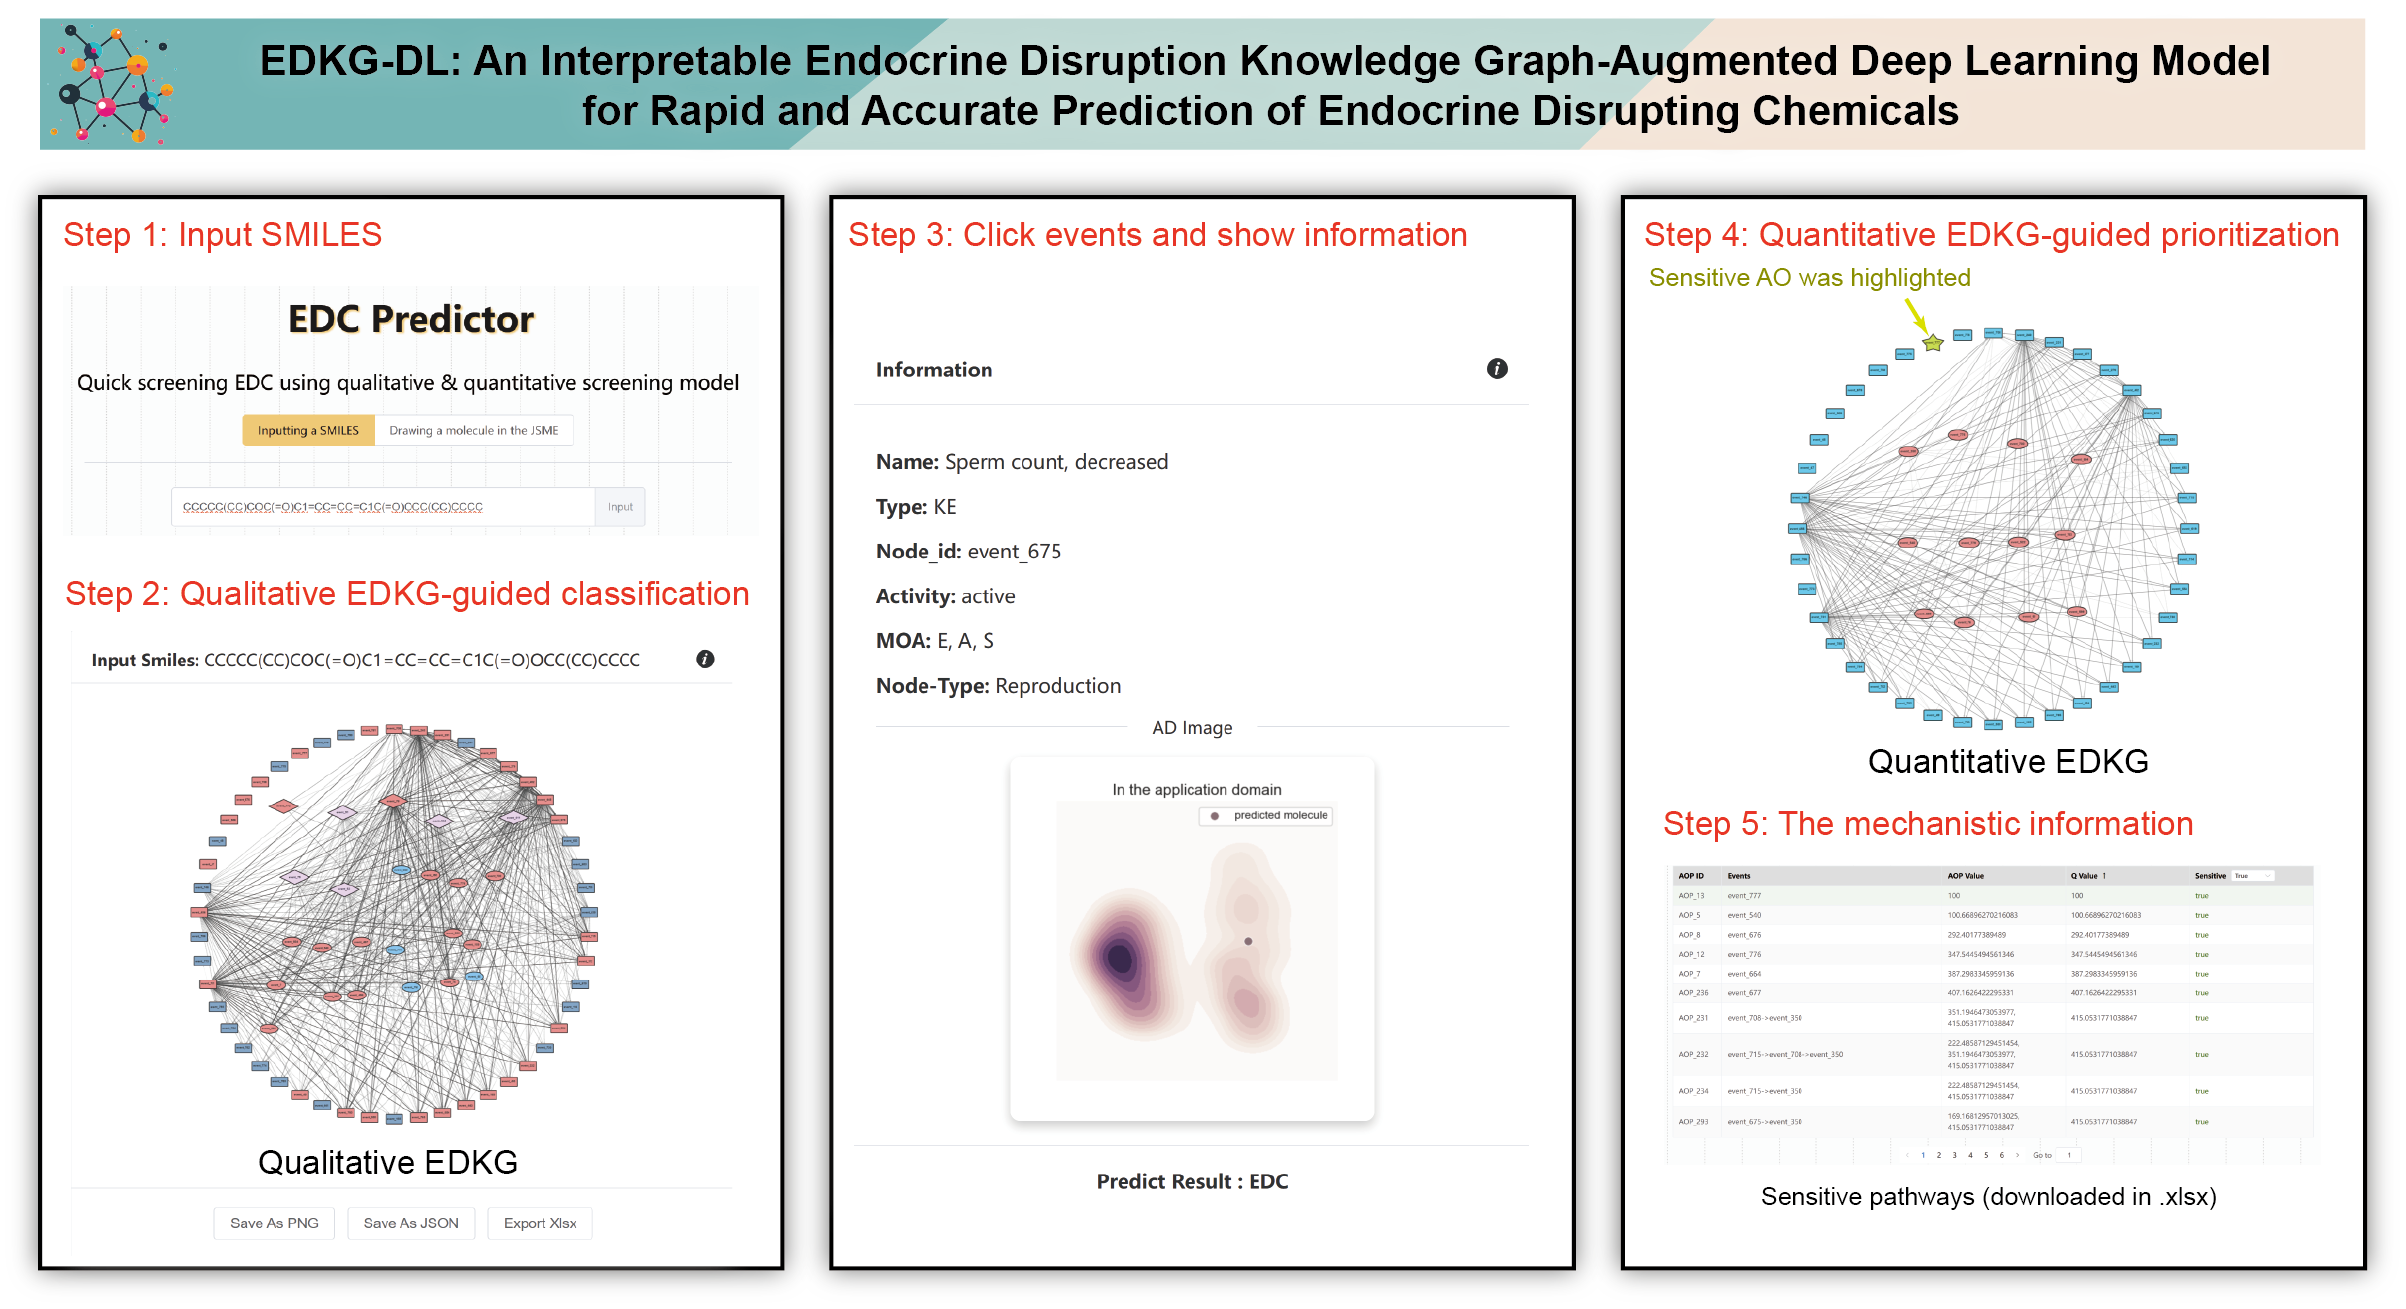 EDKG-DL: An Interpretable Endocrine Disruption Knowledge Graph-Augmented Deep Learning Model
for Rapid and Accurate Prediction of Endocrine Disrupting Chemicals
Step 1: Input SMILES
EDC Predictor
Quick screening EDC using qualitative & quantitative screening model
Inputting a SMILES Drawing a molecule in the JSME
CCCCC(CC)COC(=O)C1=CC=CC=C1C(=O)OCC(CC)CCCC Input
Step 2: Qualitative EDKG-guided classification
Input Smiles: CCCCC(CC)COC(=O)C1=CC=CC=C1C(=O)OCC(CC)CCCC
Qualitative EDKG
Save As PNG Save As JSON Export Xlsx
Step 3: Click events and show information
Information
Name: Sperm count, decreased
Type: KE
Node_id: event_675
Activity: active
MOA: E, A, S
Node-Type: Reproduction
AD Image
In the application domain
predicted molecule
Predict Result : EDC
Step 4: Quantitative EDKG-guided prioritization
Sensitive AO was highlighted
Quantitative EDKG
Step 5: The mechanistic information
AOP ID Events AOP Value Q Value ↑ Sensitive True
AOP_13 event_777 100 100 true
AOP_5 event_540 100.66896270216083 100.66896270216083 true
AOP_8 event_676 292.40177389489 292.40177389489 true
AOP_12 event_776 347.5445494561346 347.5445494561346 true
AOP_7 event_664 387.2983345959136 387.2983345959136 true
AOP_236 event_677 407.1626422295331 407.1626422295331 true
AOP_231 event_708->event_350 351.1946473053977, 415.0531771038847 415.0531771038847 true
AOP_232 event_715->event_708->event_350 222.48587129451454, 351.1946473053977, 415.0531771038847 415.0531771038847 true
AOP_234 event_715->event_350 222.48587129451454, 415.0531771038847 415.0531771038847 true
AOP_293 event_675->event_350 169.16812957013025, 415.0531771038847 415.0531771038847 true
‹ 1 2 3 4 5 6 › Go to 1
Sensitive pathways (downloaded in .xlsx)